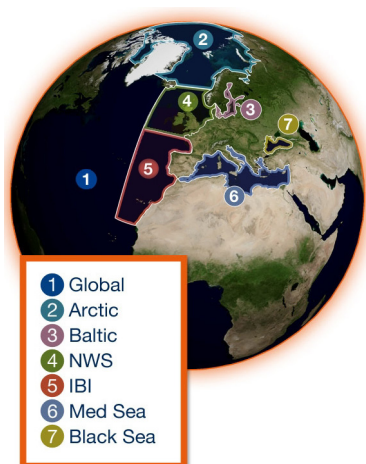 2
4
3
7
5
1
6
1 Global
2 Arctic
3 Baltic
4 NWS
5 IBI
6 Med Sea
7 Black Sea